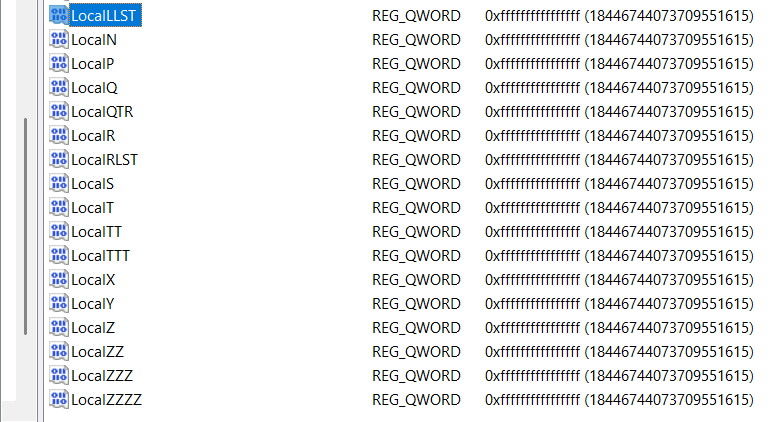 LocalLLST REG_QWORD 0xffffffffffffffff (18446744073709551615)
LocalN REG_QWORD 0xffffffffffffffff (18446744073709551615)
LocalP REG_QWORD 0xffffffffffffffff (18446744073709551615)
LocalQ REG_QWORD 0xffffffffffffffff (18446744073709551615)
LocalQTR REG_QWORD 0xffffffffffffffff (18446744073709551615)
LocalR REG_QWORD 0xffffffffffffffff (18446744073709551615)
LocalRLST REG_QWORD 0xffffffffffffffff (18446744073709551615)
LocalS REG_QWORD 0xffffffffffffffff (18446744073709551615)
LocalT REG_QWORD 0xffffffffffffffff (18446744073709551615)
LocalTT REG_QWORD 0xffffffffffffffff (18446744073709551615)
LocalTTT REG_QWORD 0xffffffffffffffff (18446744073709551615)
LocalX REG_QWORD 0xffffffffffffffff (18446744073709551615)
LocalY REG_QWORD 0xffffffffffffffff (18446744073709551615)
LocalZ REG_QWORD 0xffffffffffffffff (18446744073709551615)
LocalZZ REG_QWORD 0xffffffffffffffff (18446744073709551615)
LocalZZZ REG_QWORD 0xffffffffffffffff (18446744073709551615)
LocalZZZZ REG_QWORD 0xffffffffffffffff (18446744073709551615)